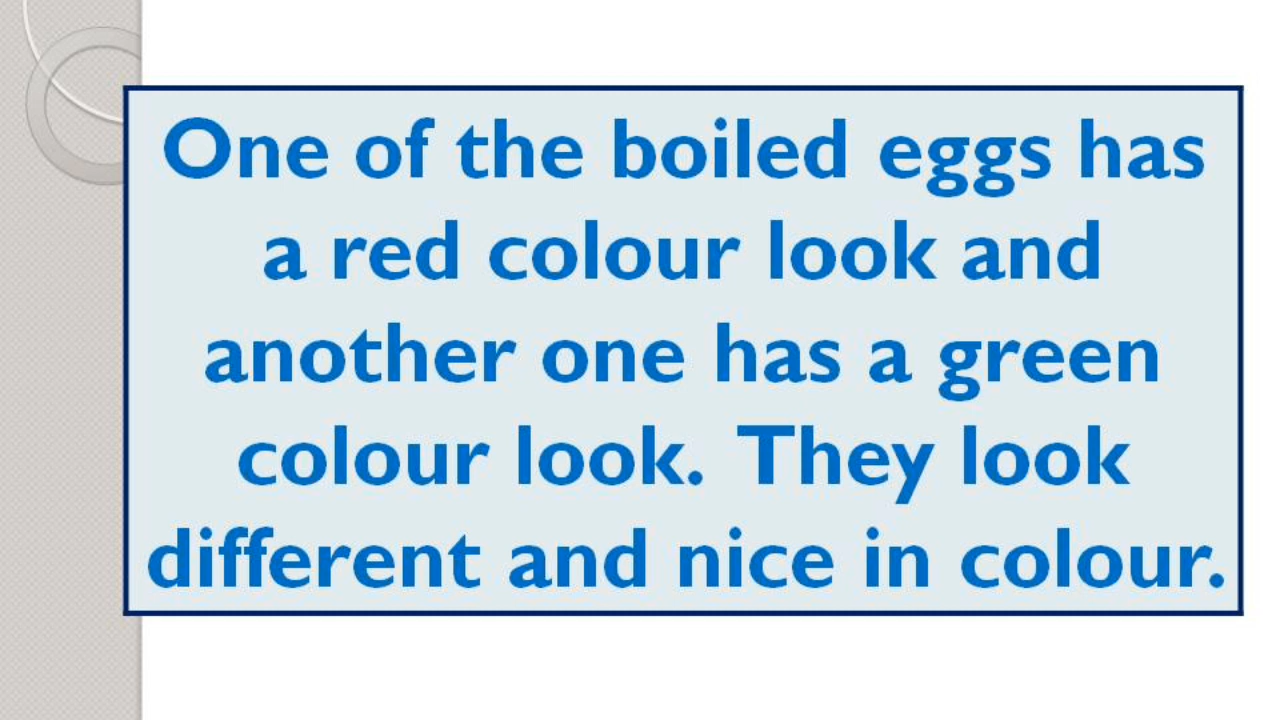 One of the boiled eggs has
a red colour look and
another one has a green
colour look. They look
different and nice in colour.